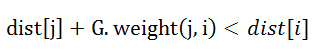 dist[j] + G. weight(j, i) < dist[i]